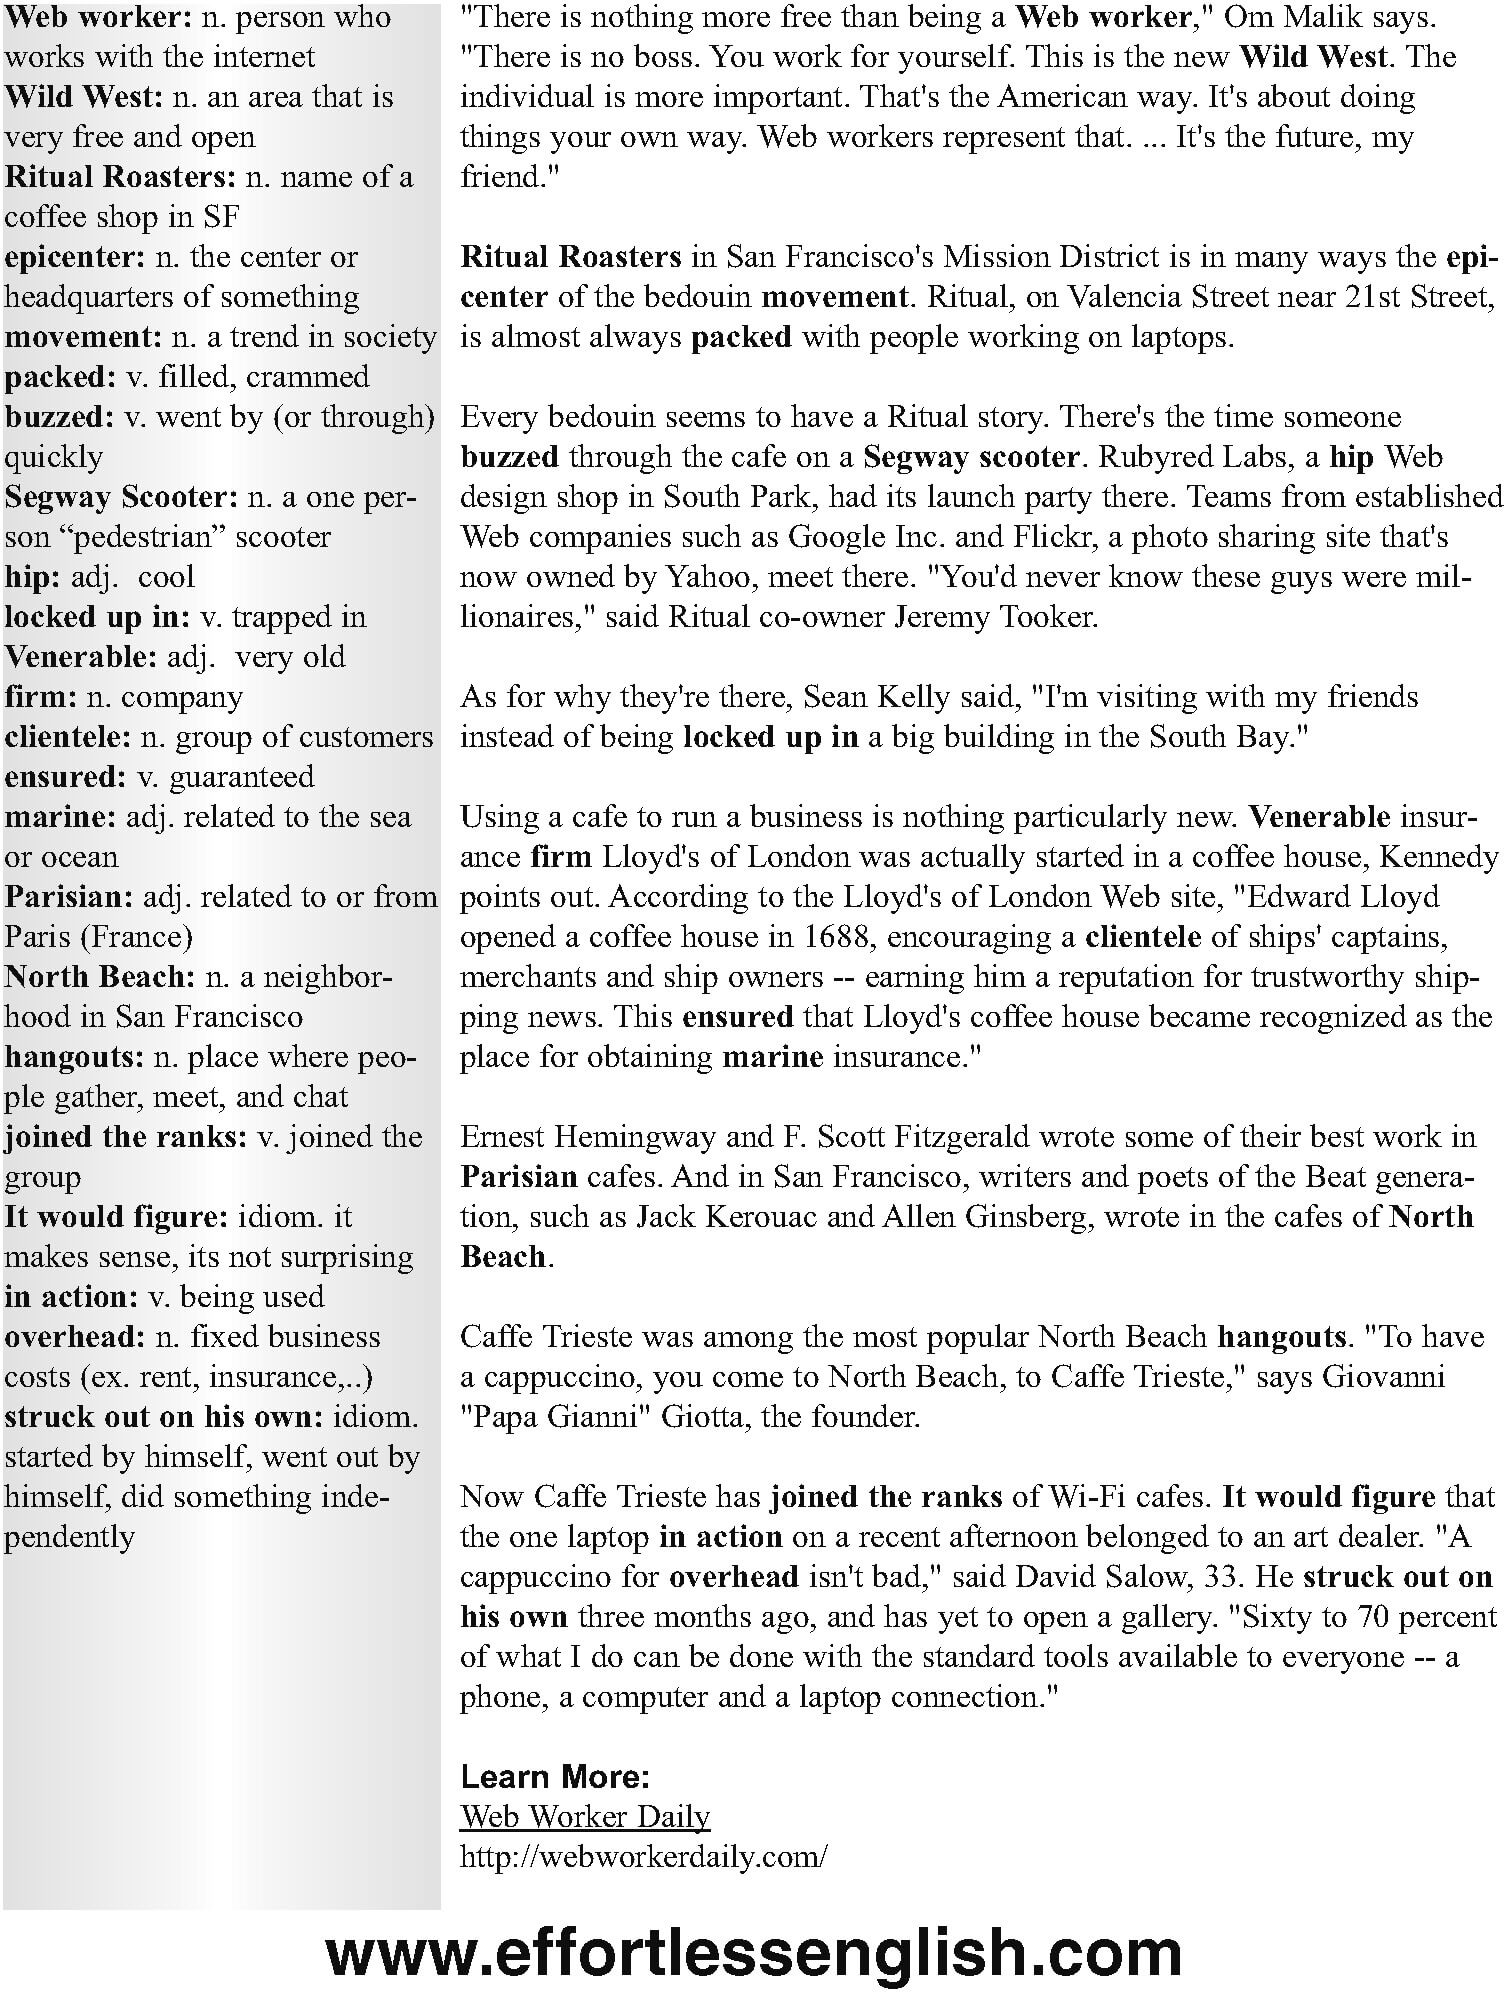 Web worker: n. person who
works with the internet
Wild West: n. an area that is
very free and open
Ritual Roasters: n. name of a
coffee shop in SF
epicenter: n. the center or
headquarters of something
movement: n. a trend in society
packed: v. filled, crammed
buzzed: v. went by (or through)
quickly
Segway Scooter: n. a one per-
son “pedestrian” scooter
hip: adj.  cool
locked up in: v. trapped in
Venerable: adj.  very old
firm: n. company
clientele: n. group of customers
ensured: v. guaranteed
marine: adj. related to the sea
or ocean
Parisian: adj. related to or from
Paris (France)
North Beach: n. a neighbor-
hood in San Francisco
hangouts: n. place where peo-
ple gather, meet, and chat
joined the ranks: v. joined the
group
It would figure: idiom. it
makes sense, its not surprising
in action: v. being used
overhead: n. fixed business
costs (ex. rent, insurance,..)
struck out on his own: idiom.
started by himself, went out by
himself, did something inde-
pendently
"There is nothing more free than being a Web worker," Om Malik says.
"There is no boss. You work for yourself. This is the new Wild West. The
individual is more important. That's the American way. It's about doing
things your own way. Web workers represent that. ... It's the future, my
friend."
Ritual Roasters in San Francisco's Mission District is in many ways the epi-
center of the bedouin movement. Ritual, on Valencia Street near 21st Street,
is almost always packed with people working on laptops.
Every bedouin seems to have a Ritual story. There's the time someone
buzzed through the cafe on a Segway scooter. Rubyred Labs, a hip Web
design shop in South Park, had its launch party there. Teams from established
Web companies such as Google Inc. and Flickr, a photo sharing site that's
now owned by Yahoo, meet there. "You'd never know these guys were mil-
lionaires," said Ritual co-owner Jeremy Tooker.
As for why they're there, Sean Kelly said, "I'm visiting with my friends
instead of being locked up in a big building in the South Bay."
Using a cafe to run a business is nothing particularly new. Venerable insur-
ance firm Lloyd's of London was actually started in a coffee house, Kennedy
points out. According to the Lloyd's of London Web site, "Edward Lloyd
opened a coffee house in 1688, encouraging a clientele of ships' captains,
merchants and ship owners -- earning him a reputation for trustworthy ship-
ping news. This ensured that Lloyd's coffee house became recognized as the
place for obtaining marine insurance."
Ernest Hemingway and F. Scott Fitzgerald wrote some of their best work in
Parisian cafes. And in San Francisco, writers and poets of the Beat genera-
tion, such as Jack Kerouac and Allen Ginsberg, wrote in the cafes of North
Beach.
Caffe Trieste was among the most popular North Beach hangouts. "To have
a cappuccino, you come to North Beach, to Caffe Trieste," says Giovanni
"Papa Gianni" Giotta, the founder.
Now Caffe Trieste has joined the ranks of Wi-Fi cafes. It would figure that
the one laptop in action on a recent afternoon belonged to an art dealer. "A
cappuccino for overhead isn't bad," said David Salow, 33. He struck out on
his own three months ago, and has yet to open a gallery. "Sixty to 70 percent
of what I do can be done with the standard tools available to everyone -- a
phone, a computer and a laptop connection."
Learn More:
Web Worker Daily
http://webworkerdaily.com/
www.effortlessenglish.com